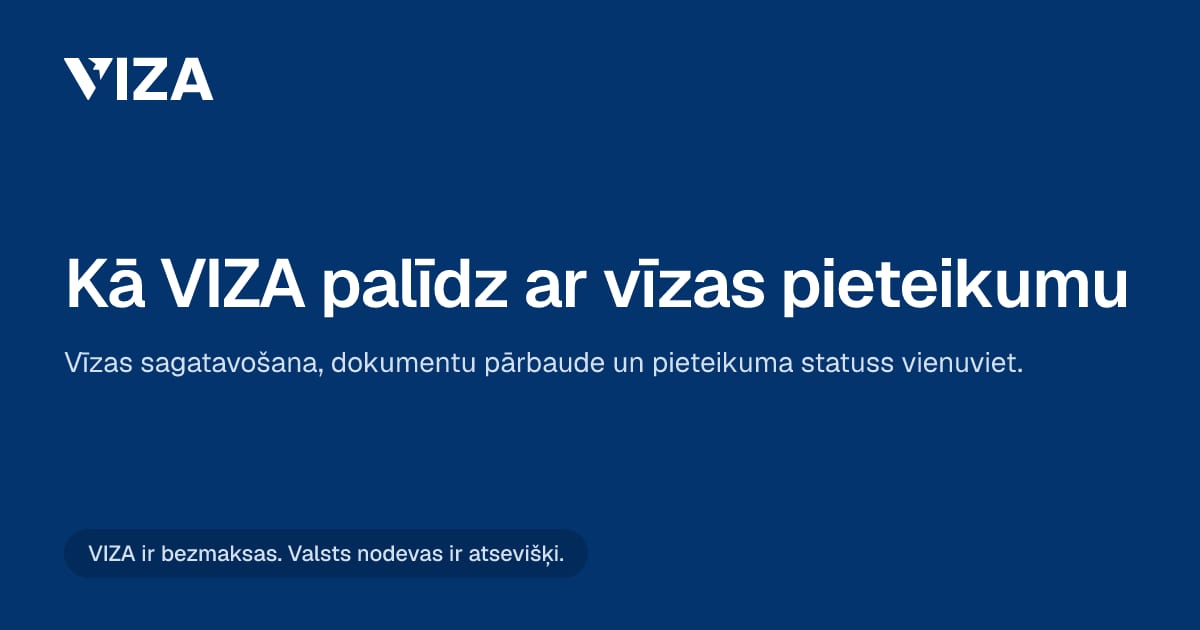 VIZA
Kā VIZA palīdz ar vīzas pieteikumu
Vīzas sagatavošana, dokumentu pārbaude un pieteikuma statuss vienuviet.
VIZA ir bezmaksas. Valsts nodevas ir atsevišķi.